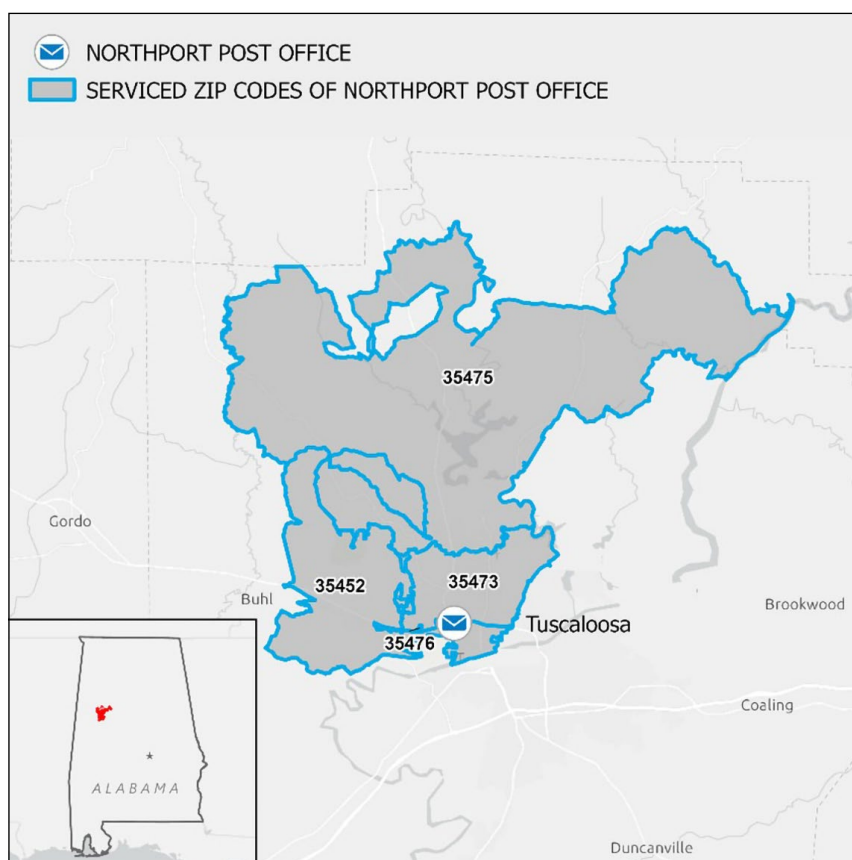 NORTHPORT POST OFFICE
SERVICED ZIP CODES OF NORTHPORT POST OFFICE
35475
Gordo
35452
35473
Buhl
Brookwood
Tuscaloosa
35476
Coaling
ALABAMA
Duncanville